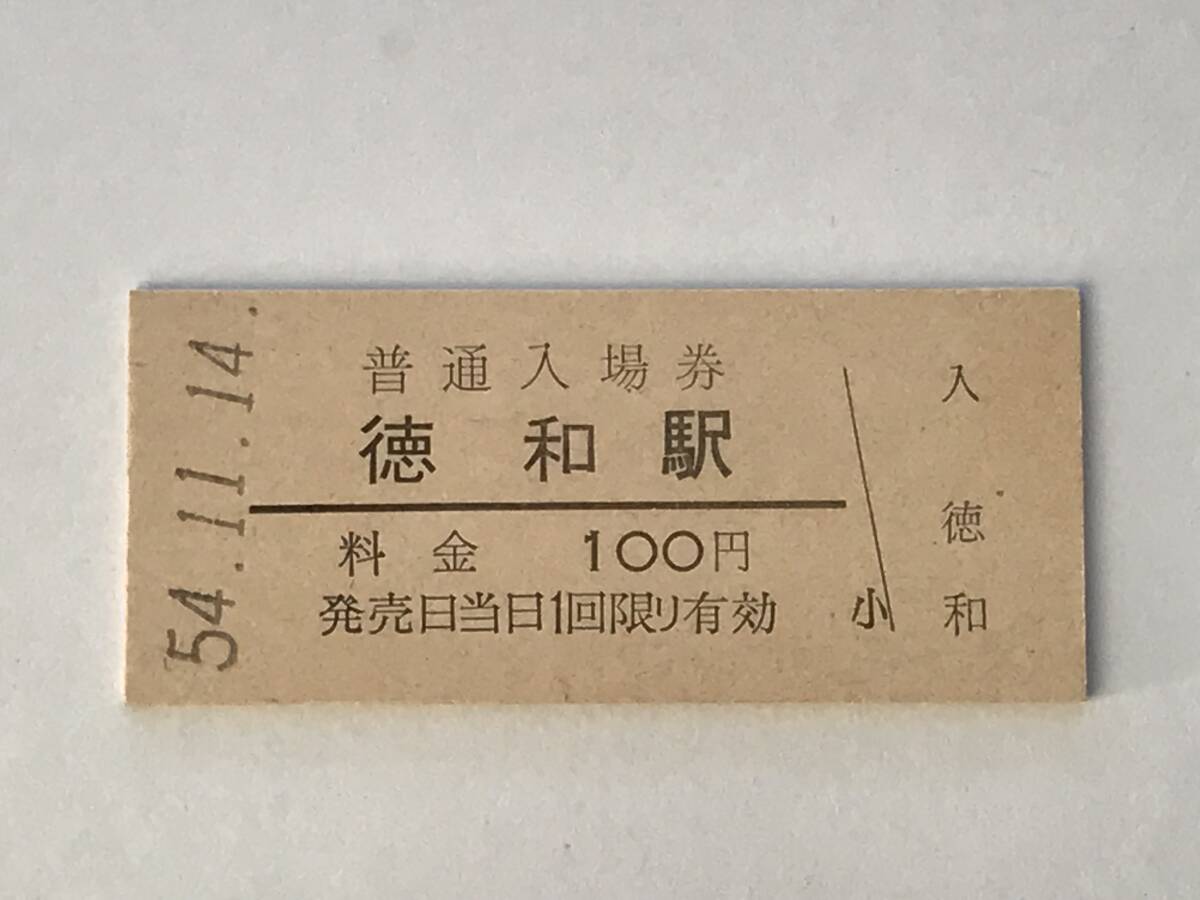 54.11.14.
普通入場券
徳和駅
料金 100円
発売日当日1回限り有効
小
入
徳和